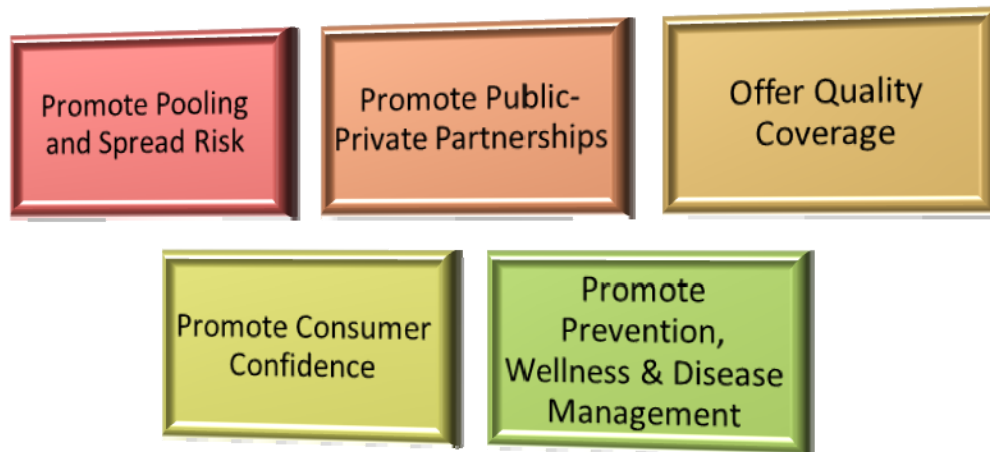 Promote Pooling
and Spread Risk
Promote Public-
Private Partnerships
Offer Quality
Coverage
Promote Consumer
Confidence
Promote
Prevention,
Wellness & Disease
Management